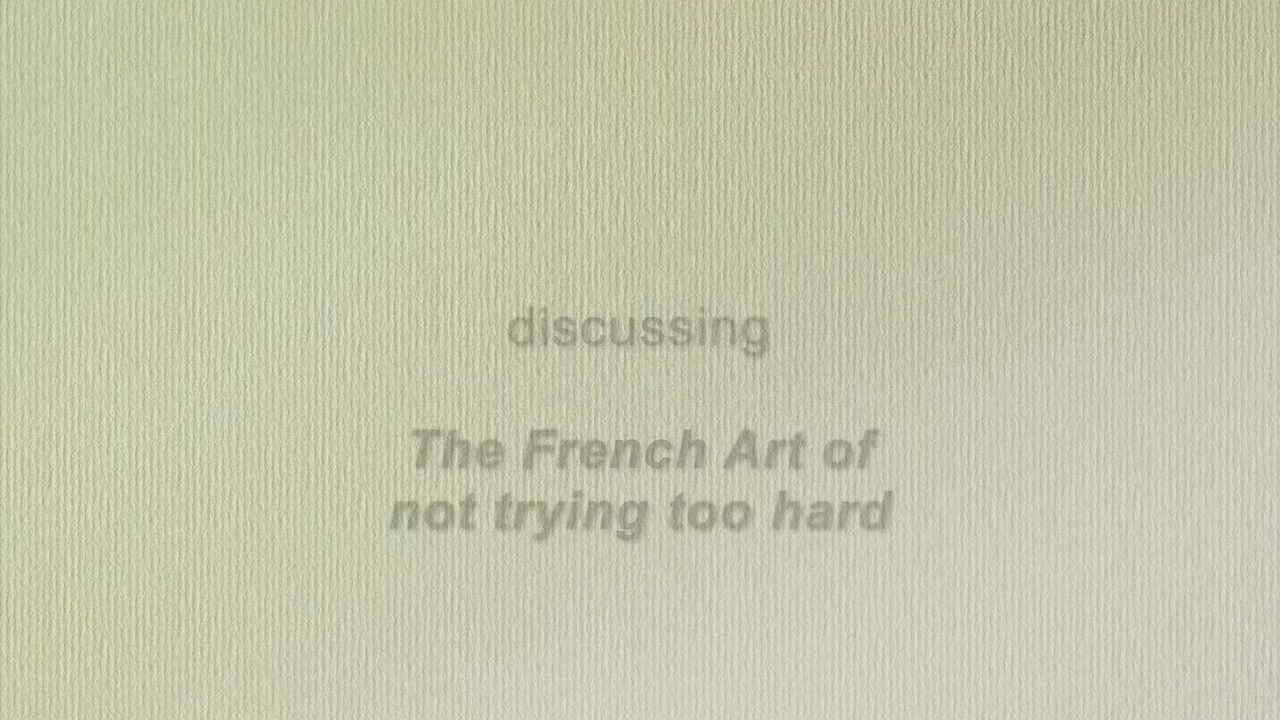 discussing
The French Art of
not trying too hard